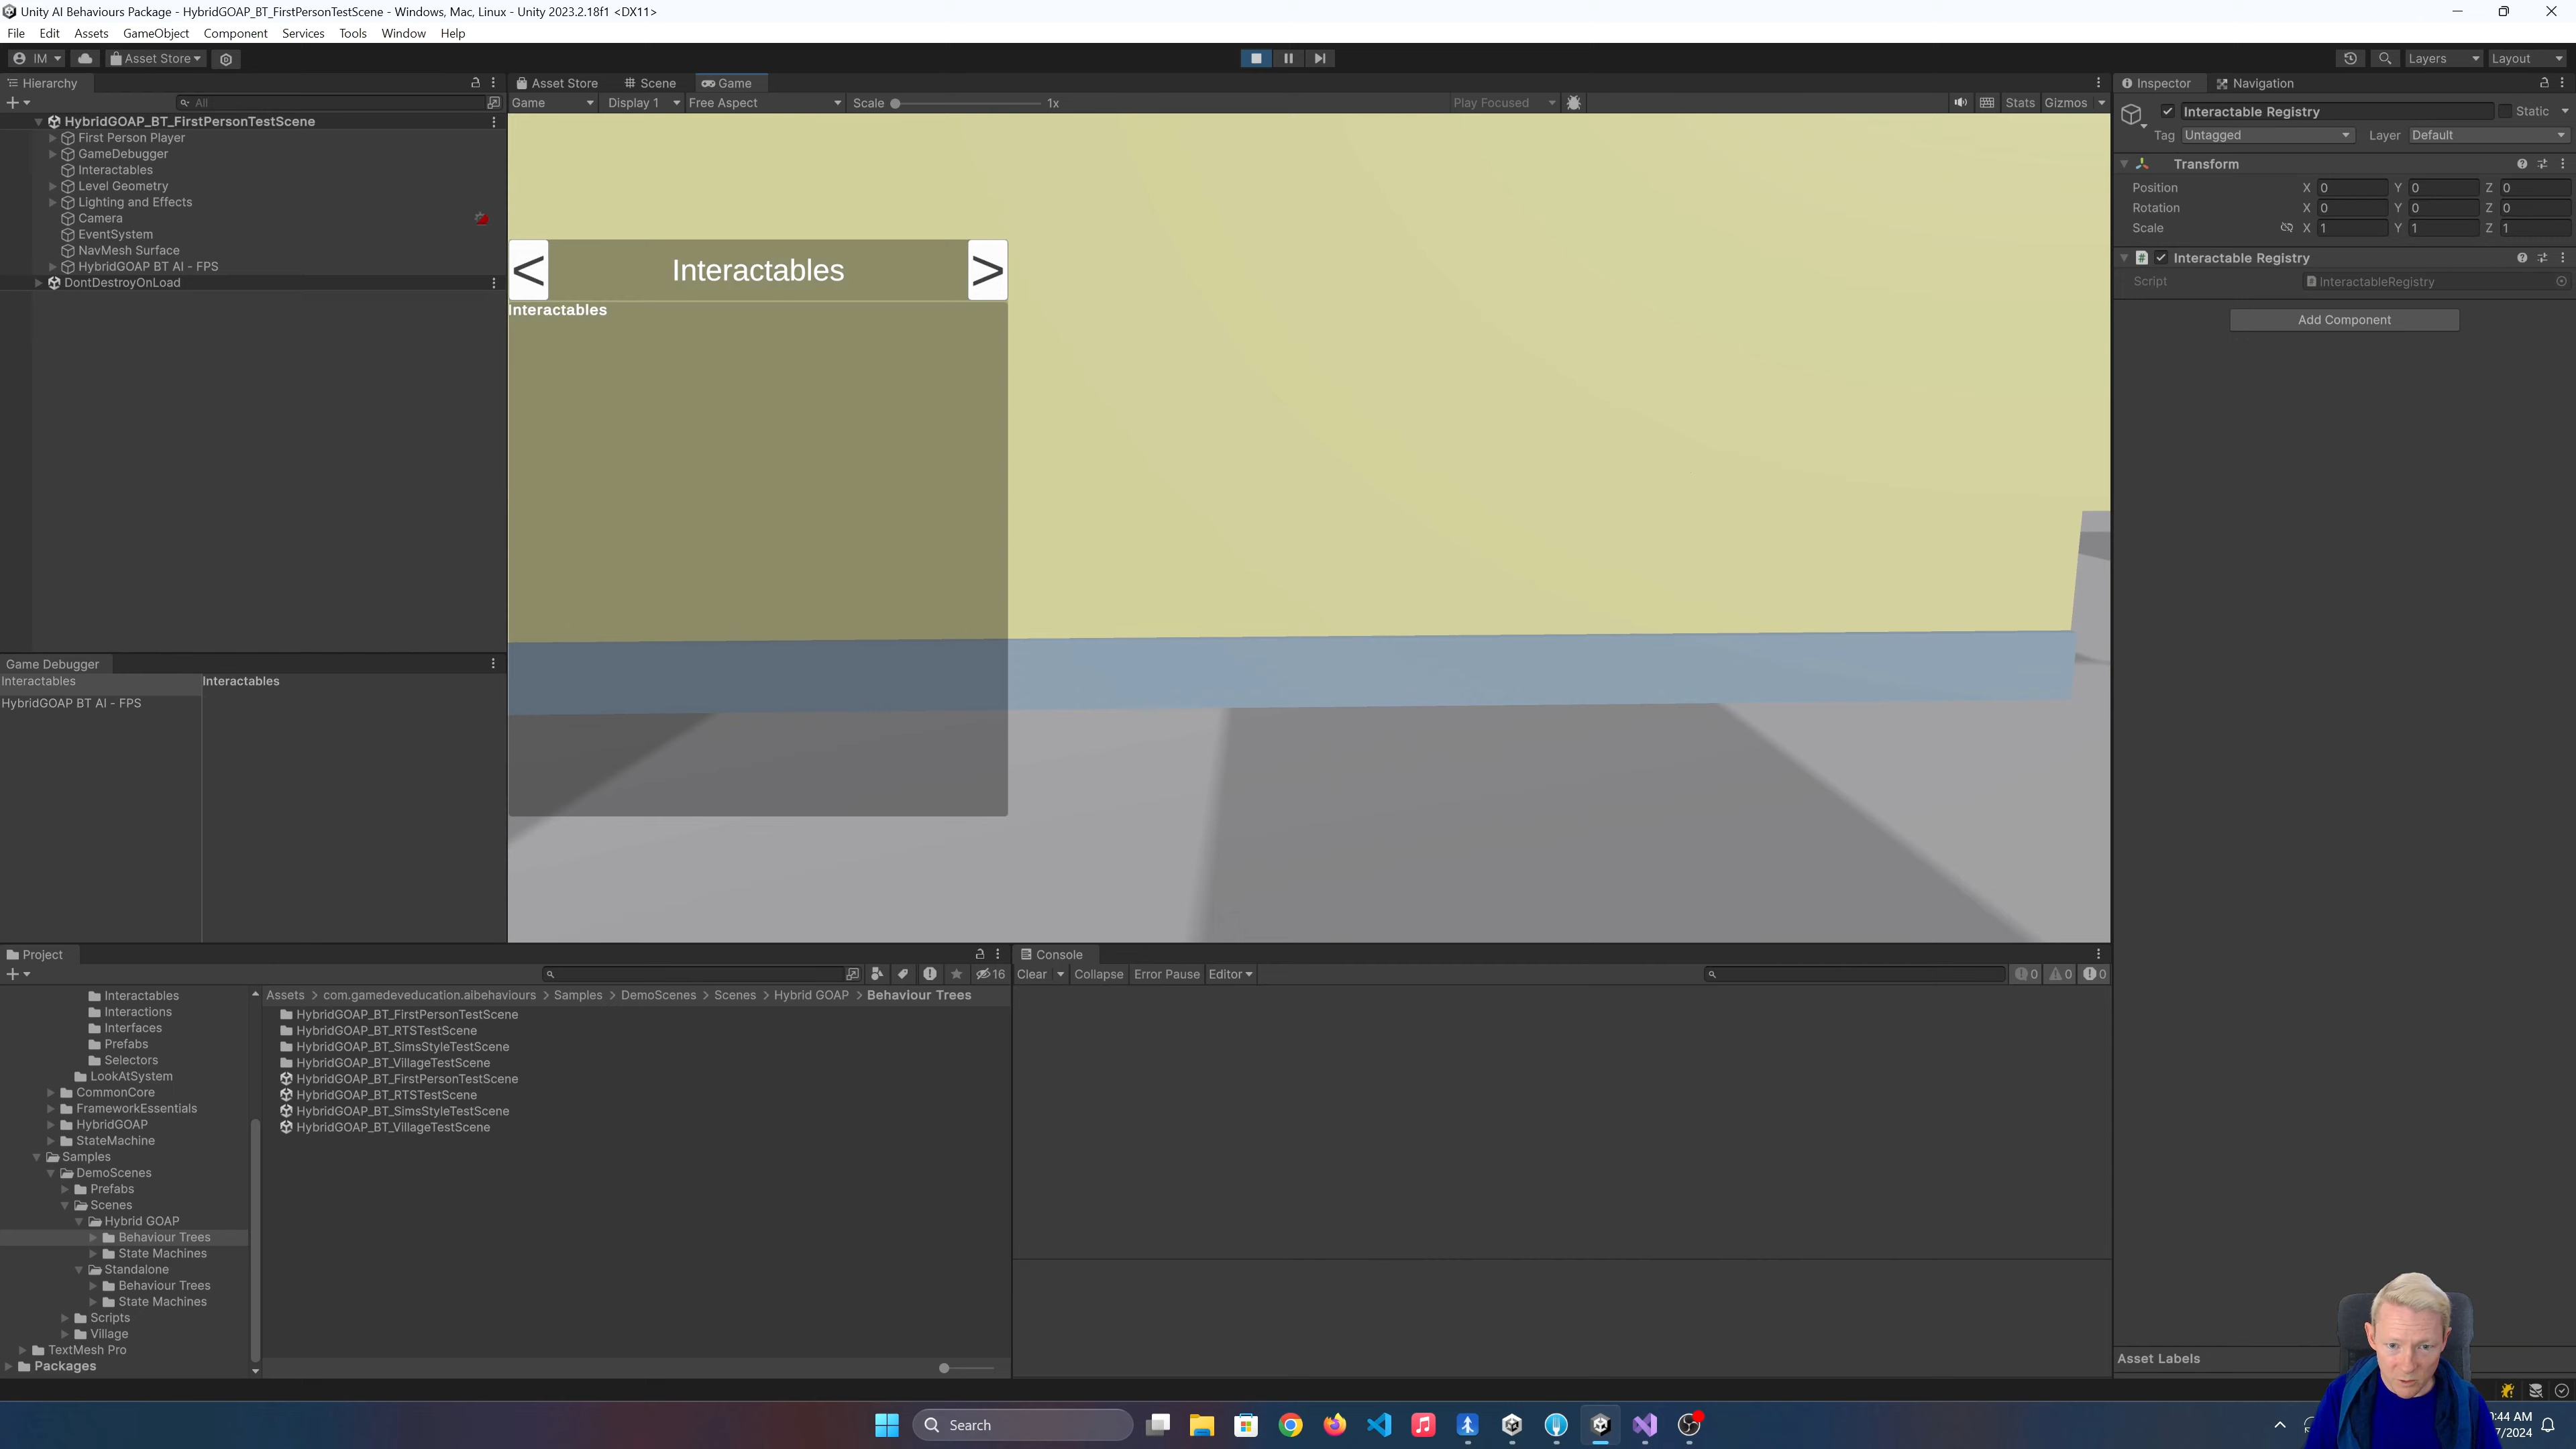 Unity AI Behaviours Package - HybridGOAP_BT_FirstPersonTestScene - Windows, Mac, Linux - Unity 2023.2.18f1 <DX11>
File Edit Assets GameObject Component Services Tools Window Help
IM Asset Store Layers Layout
Hierarchy
All
HybridGOAP_BT_FirstPersonTestScene
First Person Player
GameDebugger
Interactables
Level Geometry
Lighting and Effects
Camera
EventSystem
NavMesh Surface
HybridGOAP BT AI - FPS
DontDestroyOnLoad
Game Debugger
Interactables Interactables
HybridGOAP BT AI - FPS
Asset Store Scene Game
Game Display 1 Free Aspect Scale 1x Play Focused Stats Gizmos
< Interactables >
Interactables
Inspector Navigation
Interactable Registry Static
Tag Untagged Layer Default
Transform
Position X 0 Y 0 Z 0
Rotation X 0 Y 0 Z 0
Scale X 1 Y 1 Z 1
# Interactable Registry
Script InteractableRegistry
Add Component
Asset Labels
Project
16
Interactables
Interactions
Interfaces
Prefabs
Selectors
LookAtSystem
CommonCore
FrameworkEssentials
HybridGOAP
StateMachine
Samples
DemoScenes
Prefabs
Scenes
Hybrid GOAP
Behaviour Trees
State Machines
Standalone
Behaviour Trees
State Machines
Scripts
Village
TextMesh Pro
Packages
Assets > com.gamedeveducation.aibehaviours > Samples > DemoScenes > Scenes > Hybrid GOAP > Behaviour Trees
HybridGOAP_BT_FirstPersonTestScene
HybridGOAP_BT_RTSTestScene
HybridGOAP_BT_SimsStyleTestScene
HybridGOAP_BT_VillageTestScene
HybridGOAP_BT_FirstPersonTestScene
HybridGOAP_BT_RTSTestScene
HybridGOAP_BT_SimsStyleTestScene
HybridGOAP_BT_VillageTestScene
Console
Clear Collapse Error Pause Editor 0 0 0
Search
:44 AM
7/2024